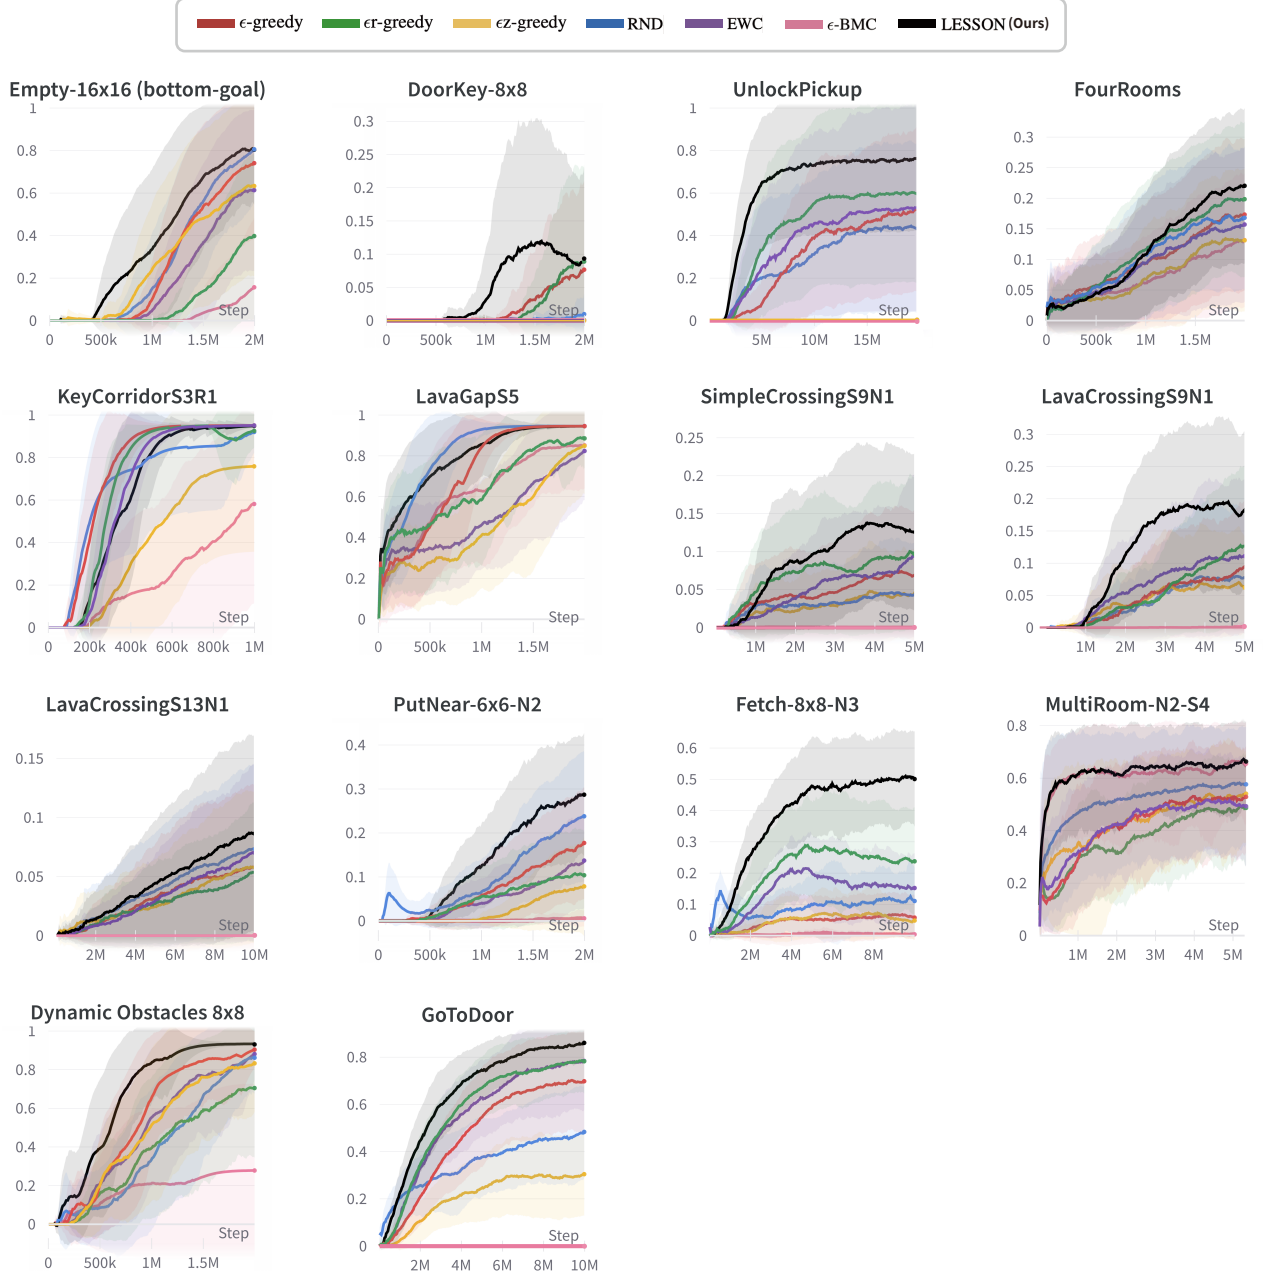 ϵ-greedy ϵr-greedy ϵz-greedy RND EWC ϵ-BMC LESSON (Ours)
Empty-16x16 (bottom-goal)
1
0.8
0.6
0.4
0.2
0
Step
0 500k 1M 1.5M 2M
DoorKey-8x8
0.3
0.25
0.2
0.15
0.1
0.05
0
Step
0 500k 1M 1.5M 2M
UnlockPickup
1
0.8
0.6
0.4
0.2
0
Step
5M 10M 15M
FourRooms
0.3
0.25
0.2
0.15
0.1
0.05
0
Step
0 500k 1M 1.5M
KeyCorridorS3R1
1
0.8
0.6
0.4
0.2
0
Step
0 200k 400k 600k 800k 1M
LavaGapS5
1
0.8
0.6
0.4
0.2
0
Step
500k 1M 1.5M
SimpleCrossingS9N1
0.25
0.2
0.15
0.1
0.05
0
Step
1M 2M 3M 4M 5M
LavaCrossingS9N1
0.3
0.25
0.2
0.15
0.1
0.05
0
Step
1M 2M 3M 4M 5M
LavaCrossingS13N1
0.15
0.1
0.05
0
Step
2M 4M 6M 8M 10M
PutNear-6x6-N2
0.4
0.3
0.2
0.1
0
Step
0 500k 1M 1.5M 2M
Fetch-8x8-N3
0.6
0.5
0.4
0.3
0.2
0.1
0
Step
2M 4M 6M 8M
MultiRoom-N2-S4
0.8
0.6
0.4
0.2
0
Step
1M 2M 3M 4M 5M
Dynamic Obstacles 8x8
1
0.8
0.6
0.4
0.2
0
Step
0 500k 1M 1.5M
GoToDoor
0.8
0.6
0.4
0.2
0
Step
2M 4M 6M 8M 10M